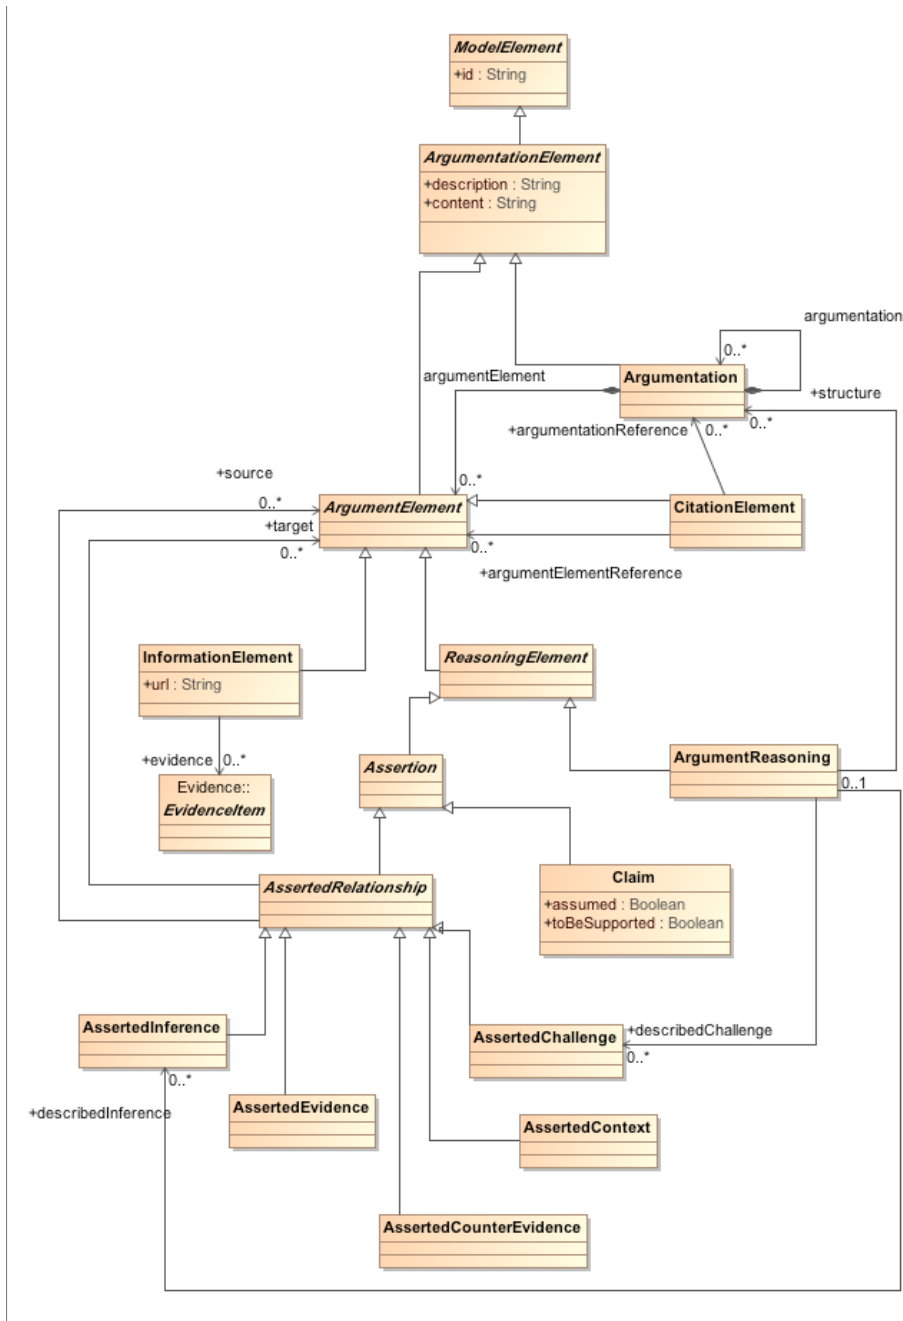 ModelElement
+id : String
ArgumentationElement
+description : String
+content : String
argumentation
0..*
Argumentation
argumentElement
+structure
+argumentationReference
0..*
0..*
+source
0..*
0..*
ArgumentElement
CitationElement
+target
0..*
0..*
+argumentElementReference
InformationElement
+url : String
ReasoningElement
+evidence
0..*
ArgumentReasoning
Assertion
0..1
Evidence::
EvidenceItem
AssertedRelationship
Claim
+assumed : Boolean
+toBeSupported : Boolean
AssertedInference
AssertedChallenge
+describedChallenge
0..*
0..*
+describedInference
AssertedEvidence
AssertedContext
AssertedCounterEvidence